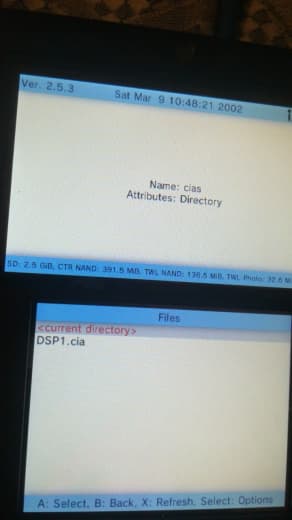 Ver. 2.5.3
Sat Mar 9 10:48:21 2002
Name: cias
Attributes: Directory
SD: 2.5 GiB, CTR NAND: 391.5 MiB, TWL NAND: 128.5 MiB, TWL Photo: 32.6 M
Files
<current directory>
DSP1.cia
A: Select, B: Back, X: Refresh, Select: Options